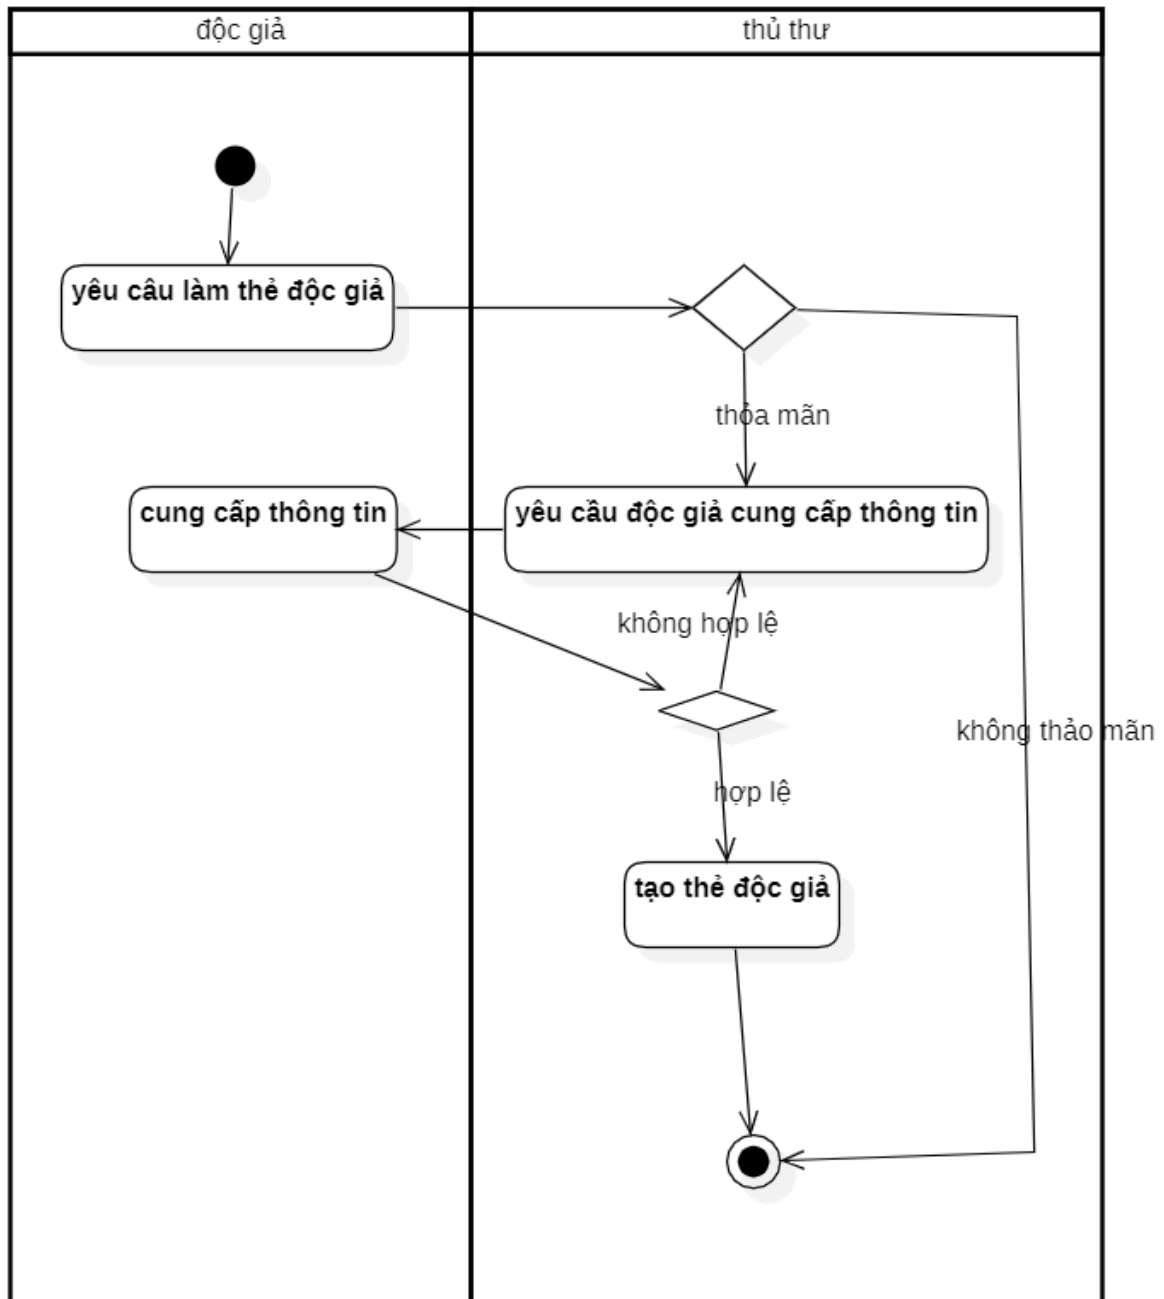 độc giả
thủ thư
yêu câu làm thẻ độc giả
thỏa mãn
cung cấp thông tin
yêu cầu độc giả cung cấp thông tin
không hợp lệ
không thảo mãn
hợp lệ
tạo thẻ độc giả